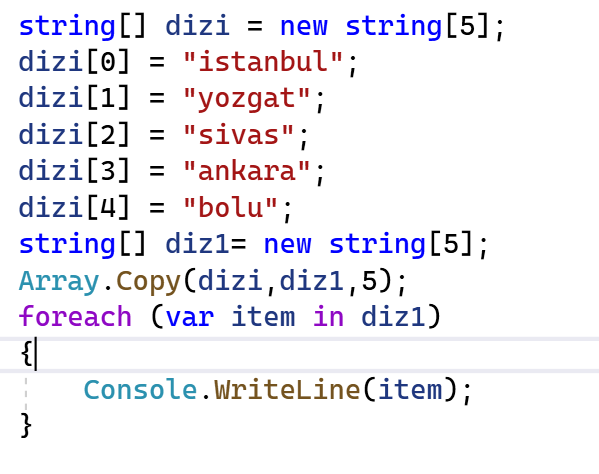 string[] dizi = new string[5];
dizi[0] = "istanbul";
dizi[1] = "yozgat";
dizi[2] = "sivas";
dizi[3] = "ankara";
dizi[4] = "bolu";
string[] diz1= new string[5];
Array.Copy(dizi,diz1,5);
foreach (var item in diz1)
{
    Console.WriteLine(item);
}